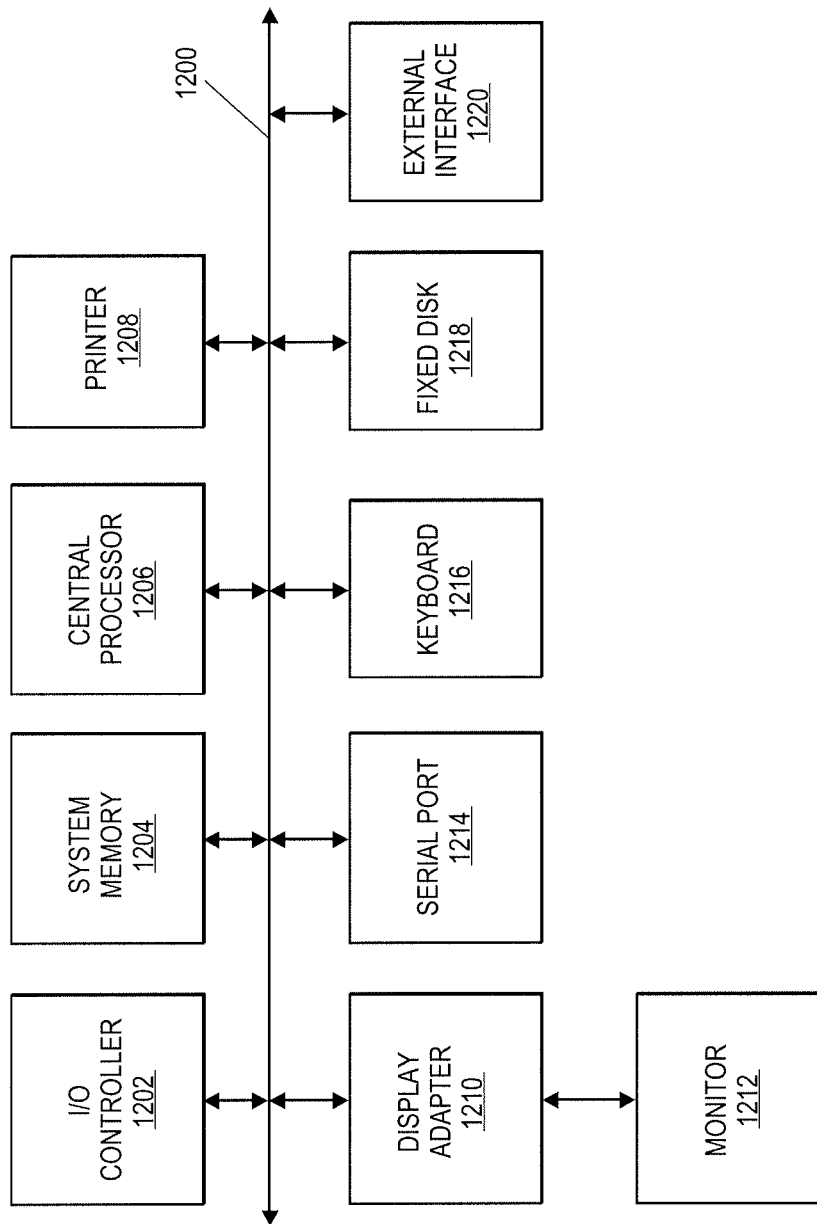 I/O
CONTROLLER
1202
SYSTEM
MEMORY
1204
CENTRAL
PROCESSOR
1206
PRINTER
1208
1200
DISPLAY
ADAPTER
1210
SERIAL PORT
1214
KEYBOARD
1216
FIXED DISK
1218
EXTERNAL
INTERFACE
1220
MONITOR
1212